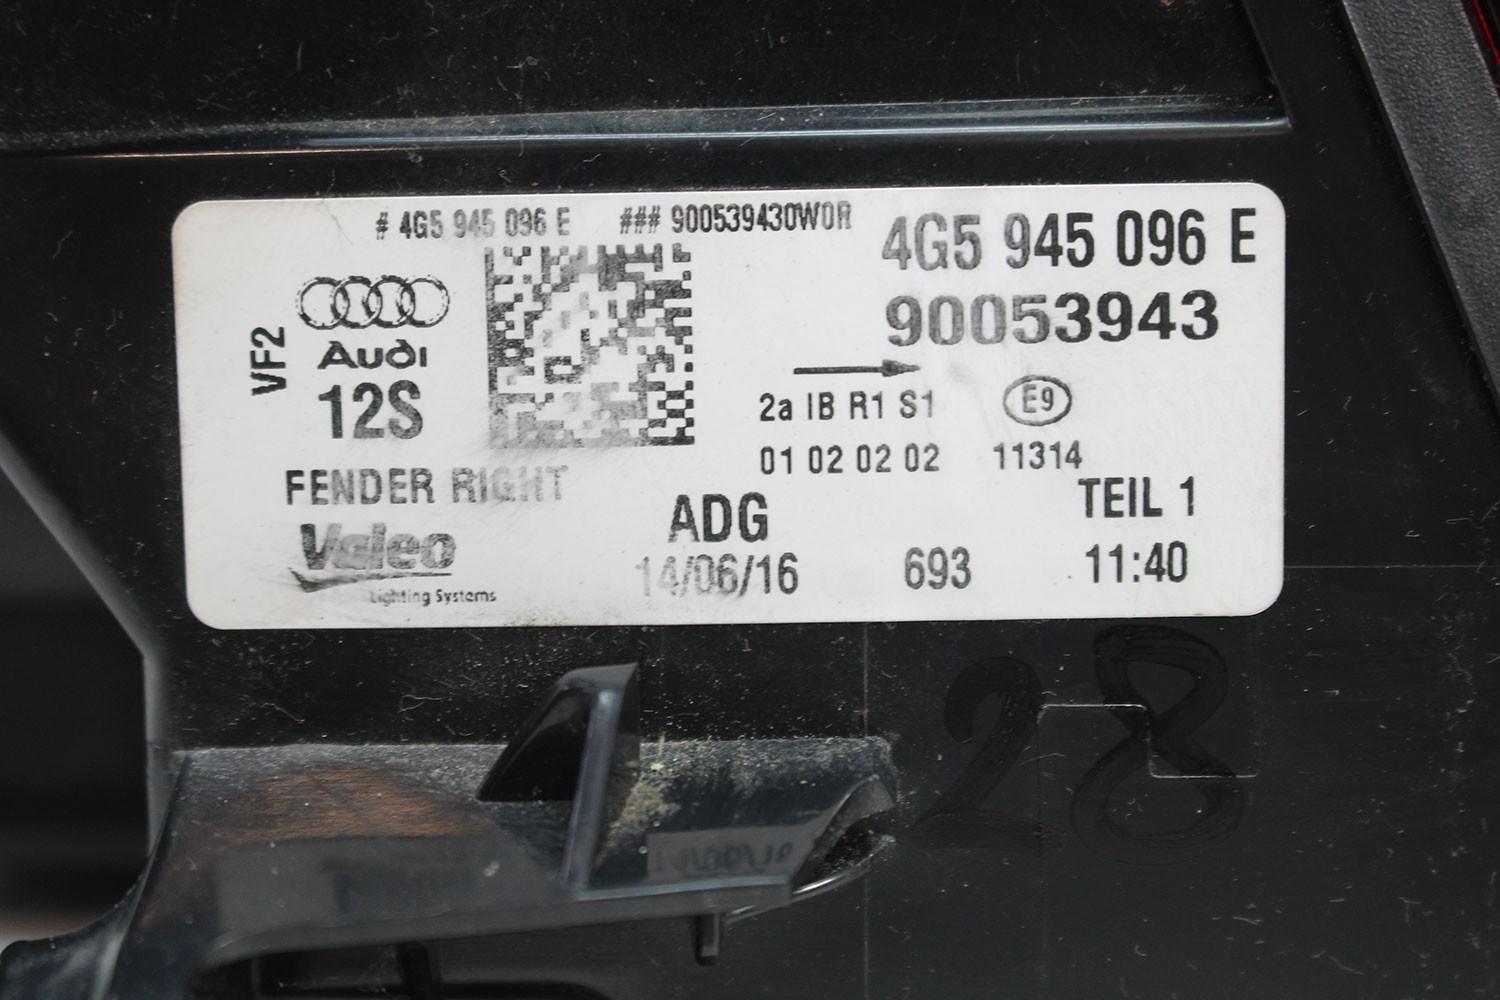 # 4G5 945 096 E ### 900539430W0R
4G5 945 096 E
90053943
VF2
Audi
12S
2a IB R1 S1 E9
01 02 02 02 11314
FENDER RIGHT
ADG
TEIL 1
Valeo
Lighting Systems
14/06/16
693
11:40
28